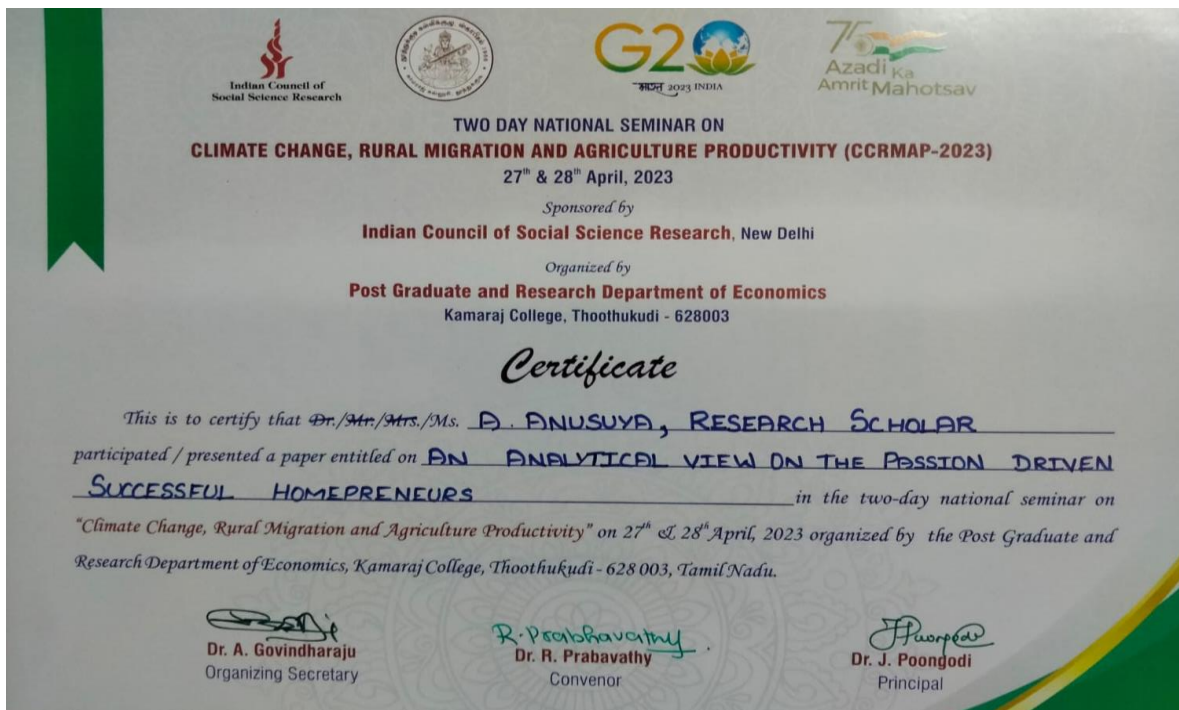 Indian Council of
Social Science Research
G20
भारत 2023 INDIA
75
Azadi Ka
Amrit Mahotsav
TWO DAY NATIONAL SEMINAR ON
CLIMATE CHANGE, RURAL MIGRATION AND AGRICULTURE PRODUCTIVITY (CCRMAP-2023)
27th & 28th April, 2023
Sponsored by
Indian Council of Social Science Research, New Delhi
Organized by
Post Graduate and Research Department of Economics
Kamaraj College, Thoothukudi - 628003
Certificate
This is to certify that Dr./Mr./Mrs./Ms. A. ANUSUYA, RESEARCH SCHOLAR
participated / presented a paper entitled on AN ANALYTICAL VIEW ON THE PASSION DRIVEN
SUCCESSFUL HOMEPRENEURS in the two-day national seminar on
"Climate Change, Rural Migration and Agriculture Productivity" on 27th & 28th April, 2023 organized by the Post Graduate and
Research Department of Economics, Kamaraj College, Thoothukudi - 628 003, Tamil Nadu.
R. Prabhavathy
Dr. A. Govindharaju
Organizing Secretary
Dr. R. Prabavathy
Convenor
Dr. J. Poongodi
Principal